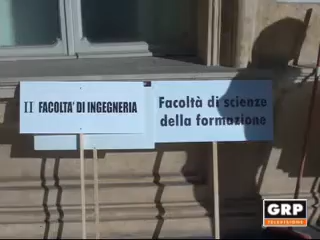 II FACOLTA' DI INGEGNERIA
Facoltà di scienze
della formazione
GRP
TELEVISIONE